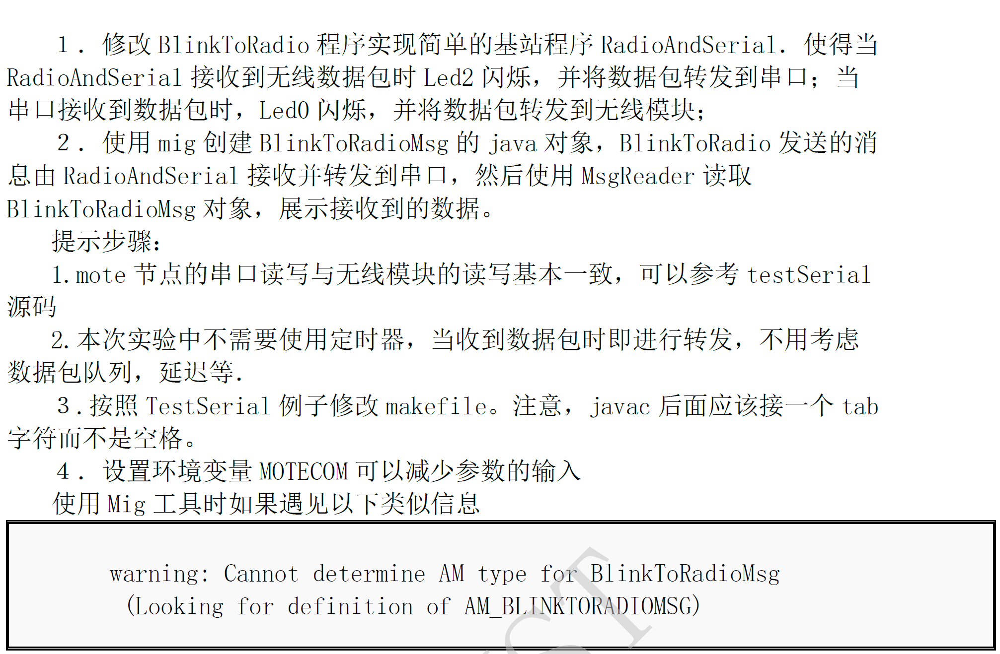 1．修改 BlinkToRadio 程序实现简单的基站程序 RadioAndSerial．使得当
RadioAndSerial 接收到无线数据包时 Led2 闪烁，并将数据包转发到串口；当
串口接收到数据包时，Led0 闪烁，并将数据包转发到无线模块；
2．使用 mig 创建 BlinkToRadioMsg 的 java 对象，BlinkToRadio 发送的消
息由 RadioAndSerial 接收并转发到串口，然后使用 MsgReader 读取
BlinkToRadioMsg 对象，展示接收到的数据。
提示步骤：
1.mote 节点的串口读写与无线模块的读写基本一致，可以参考 testSerial
源码
2.本次实验中不需要使用定时器，当收到数据包时即进行转发，不用考虑
数据包队列，延迟等．
3.按照 TestSerial 例子修改 makefile。注意，javac 后面应该接一个 tab
字符而不是空格。
4．设置环境变量 MOTECOM 可以减少参数的输入
使用 Mig 工具时如果遇见以下类似信息
warning: Cannot determine AM type for BlinkToRadioMsg
(Looking for definition of AM_BLINKTORADIOMSG)